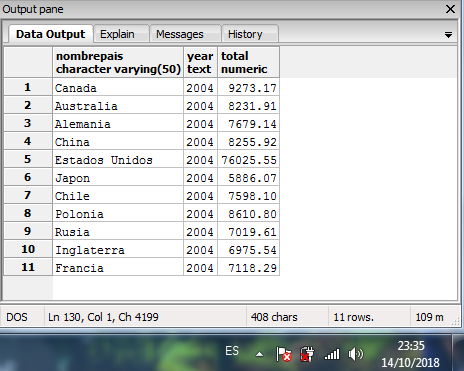 Output pane
Data Output Explain Messages History
nombrepais year total
character varying(50) text numeric
1 Canada 2004 9273.17
2 Australia 2004 8231.91
3 Alemania 2004 7679.14
4 China 2004 8255.92
5 Estados Unidos 2004 76025.55
6 Japon 2004 5886.07
7 Chile 2004 7598.10
8 Polonia 2004 8610.80
9 Rusia 2004 7019.61
10 Inglaterra 2004 6975.54
11 Francia 2004 7118.29
DOS Ln 130, Col 1, Ch 4199 408 chars 11 rows. 109 m
ES 23:35
14/10/2018